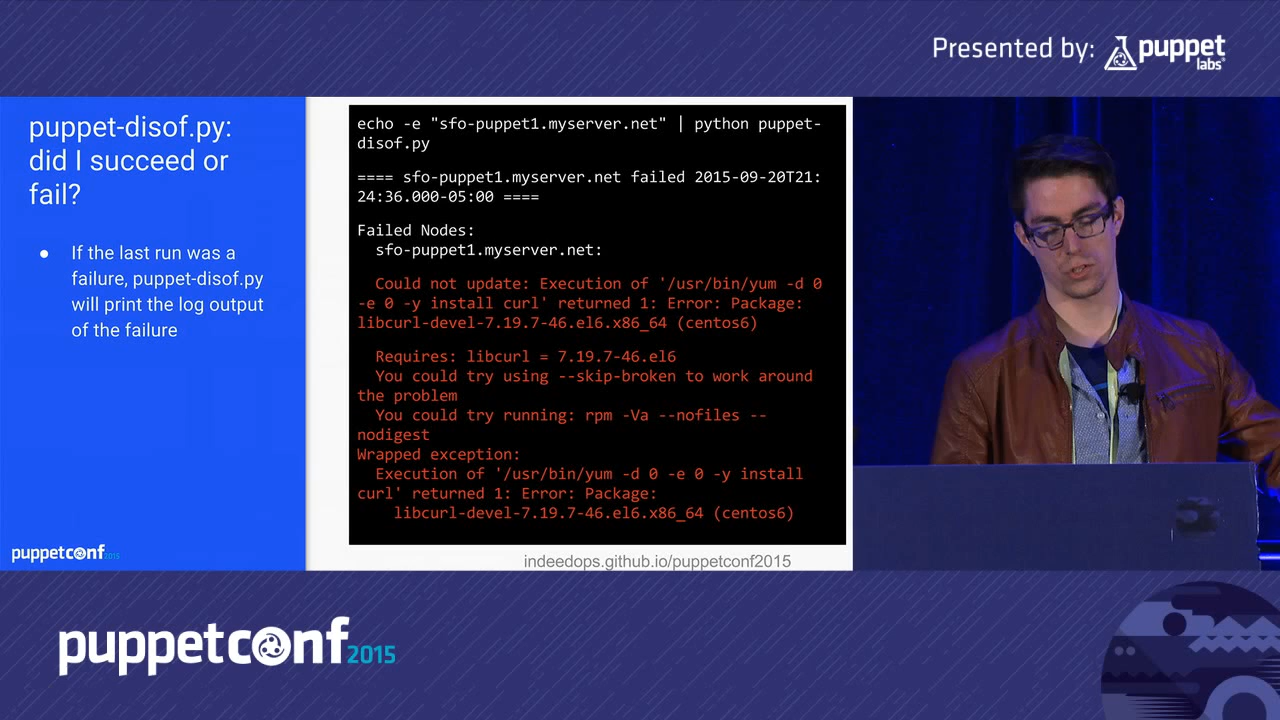 Presented by: puppet labs
puppet-disof.py:
did I succeed or
fail?
● If the last run was a
failure, puppet-disof.py
will print the log output
of the failure
echo -e "sfo-puppet1.myserver.net" | python puppet-
disof.py
==== sfo-puppet1.myserver.net failed 2015-09-20T21:
24:36.000-05:00 ====
Failed Nodes:
sfo-puppet1.myserver.net:
Could not update: Execution of '/usr/bin/yum -d 0
-e 0 -y install curl' returned 1: Error: Package:
libcurl-devel-7.19.7-46.el6.x86_64 (centos6)
Requires: libcurl = 7.19.7-46.el6
You could try using --skip-broken to work around
the problem
You could try running: rpm -Va --nofiles --
nodigest
Wrapped exception:
Execution of '/usr/bin/yum -d 0 -e 0 -y install
curl' returned 1: Error: Package:
libcurl-devel-7.19.7-46.el6.x86_64 (centos6)
puppetconf 2015
indeedops.github.io/puppetconf2015
puppetconf 2015